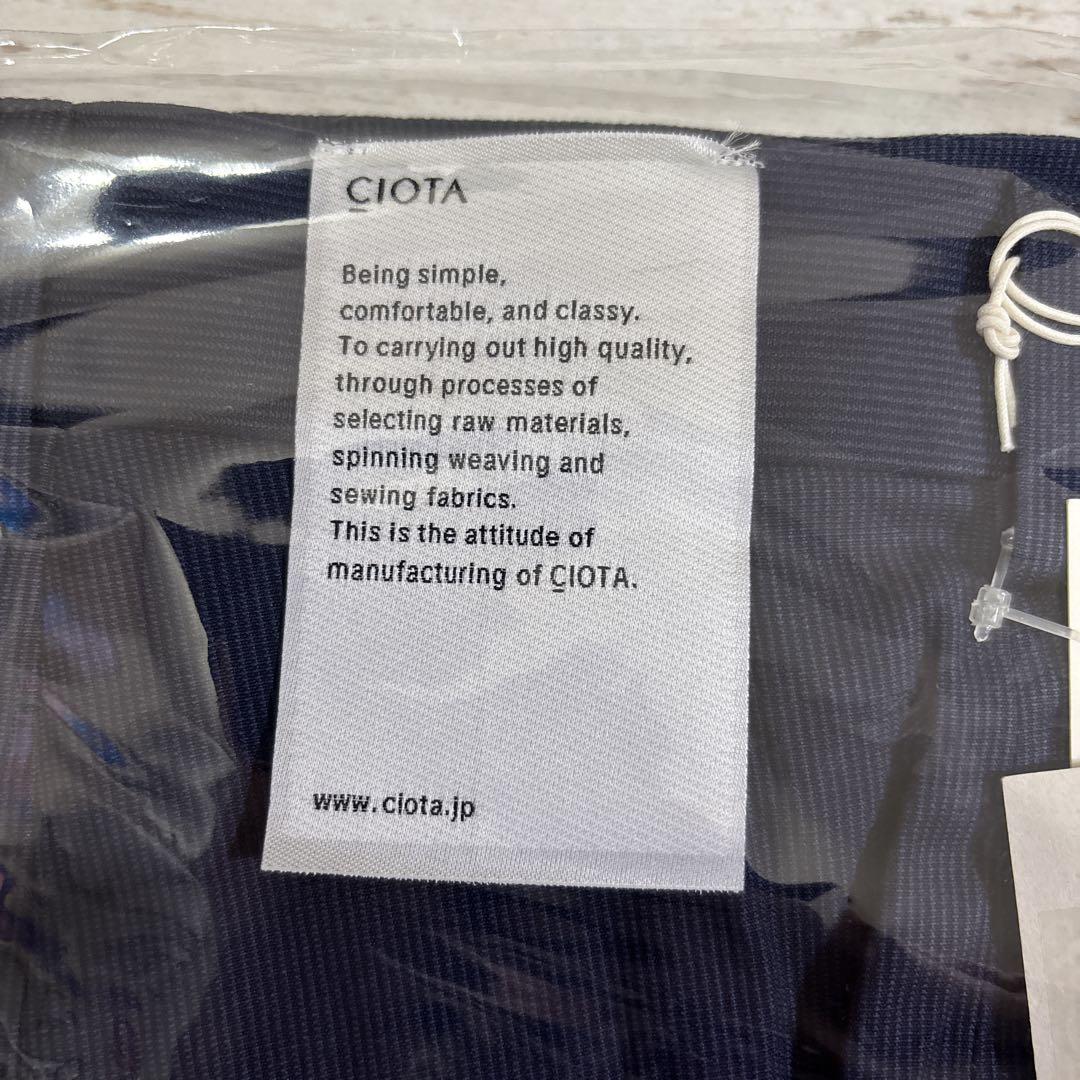 CIOTA
Being simple,
comfortable, and classy.
To carrying out high quality,
through processes of
selecting raw materials,
spinning weaving and
sewing fabrics.
This is the attitude of
manufacturing of CIOTA.
www.ciota.jp